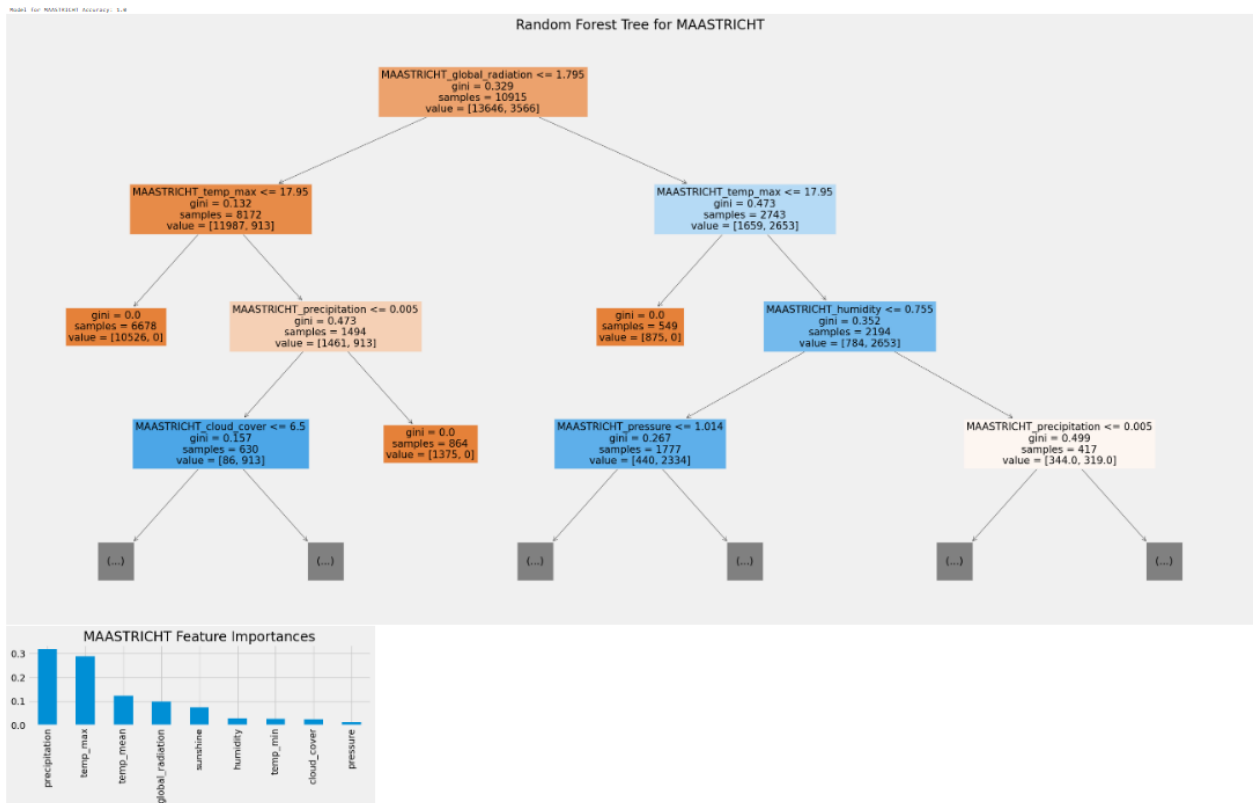 Model for MAASTRICHT Accuracy: 1.0
Random Forest Tree for MAASTRICHT
MAASTRICHT_global_radiation <= 1.795
gini = 0.329
samples = 10915
value = [13646, 3566]
MAASTRICHT_temp_max <= 17.95
gini = 0.132
samples = 8172
value = [11987, 913]
MAASTRICHT_temp_max <= 17.95
gini = 0.473
samples = 2743
value = [1659, 2653]
gini = 0.0
samples = 6678
value = [10526, 0]
MAASTRICHT_precipitation <= 0.005
gini = 0.473
samples = 1494
value = [1461, 913]
gini = 0.0
samples = 549
value = [875, 0]
MAASTRICHT_humidity <= 0.755
gini = 0.352
samples = 2194
value = [784, 2653]
MAASTRICHT_cloud_cover <= 6.5
gini = 0.157
samples = 630
value = [86, 913]
gini = 0.0
samples = 864
value = [1375, 0]
MAASTRICHT_pressure <= 1.014
gini = 0.267
samples = 1777
value = [440, 2334]
MAASTRICHT_precipitation <= 0.005
gini = 0.499
samples = 417
value = [344.0, 319.0]
(...)
(...)
(...)
(...)
(...)
(...)
MAASTRICHT Feature Importances
0.3
0.2
0.1
0.0
precipitation
temp_max
temp_mean
global_radiation
sunshine
humidity
temp_min
cloud_cover
pressure